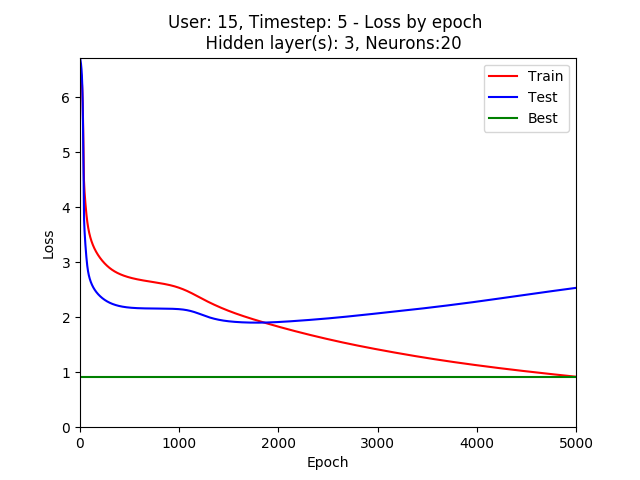 User: 15, Timestep: 5 - Loss by epoch
Hidden layer(s): 3, Neurons:20
Train
Test
Best
6
5
4
3
2
1
0
Loss
0
1000
2000
3000
4000
5000
Epoch